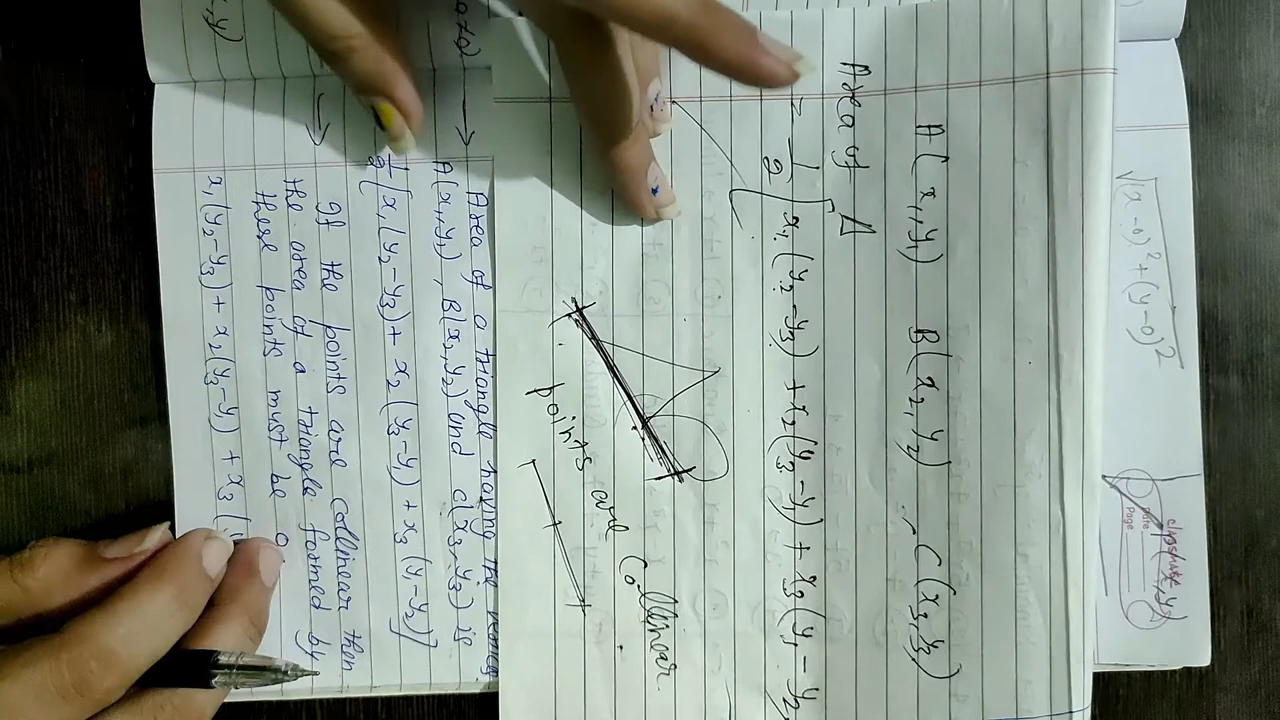 √(x-0)²+(y-0)²
classmate
Date
Page
A(x₁,y₁) B(x₂,y₂), C(x₃,y₃)
Area of Δ
= 1/2 [x₁(y₂-y₃)+x₂(y₃-y₁)+x₃(y₁-y₂
points are Collinear.
→ Area of a triangle having the
A(x₁,y₁), B(x₂,y₂) and C(x₃,y₃) is
1/2 [x₁(y₂-y₃)+x₂(y₃-y₁)+x₃(y₁-y₂)]
→ If the points are collinear then
the area of a triangle formed by
these points must be 0
x₁(y₂-y₃)+x₂(y₃-y₁)+x₃(
,y)